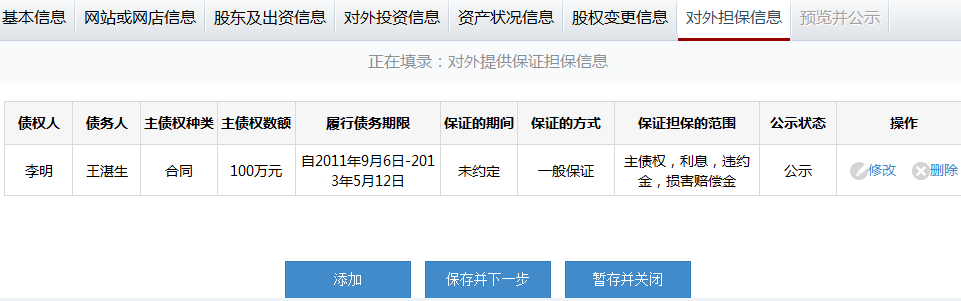 基本信息 网站或网店信息 股东及出资信息 对外投资信息 资产状况信息 股权变更信息 对外担保信息 预览并公示
正在填录：对外提供保证担保信息
债权人 债务人 主债权种类 主债权数额 履行债务期限 保证的期间 保证的方式 保证担保的范围 公示状态 操作
李明 王湛生 合同 100万元 自2011年9月6日-201
3年5月12日 未约定 一般保证 主债权，利息，违约
金，损害赔偿金 公示 修改 删除
添加 保存并下一步 暂存并关闭